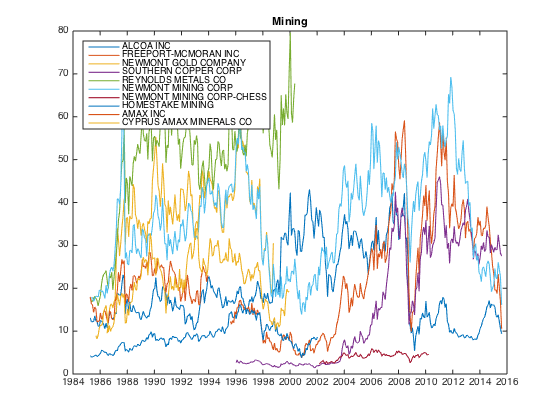 Mining
80
ALCOA INC
FREEPORT-MCMORAN INC
NEWMONT GOLD COMPANY
SOUTHERN COPPER CORP
REYNOLDS METALS CO
NEWMONT MINING CORP
NEWMONT MINING CORP-CHESS
HOMESTAKE MINING
AMAX INC
CYPRUS AMAX MINERALS CO
70
60
50
40
30
20
10
0
1984 1986 1988 1990 1992 1994 1996 1998 2000 2002 2004 2006 2008 2010 2012 2014 2016